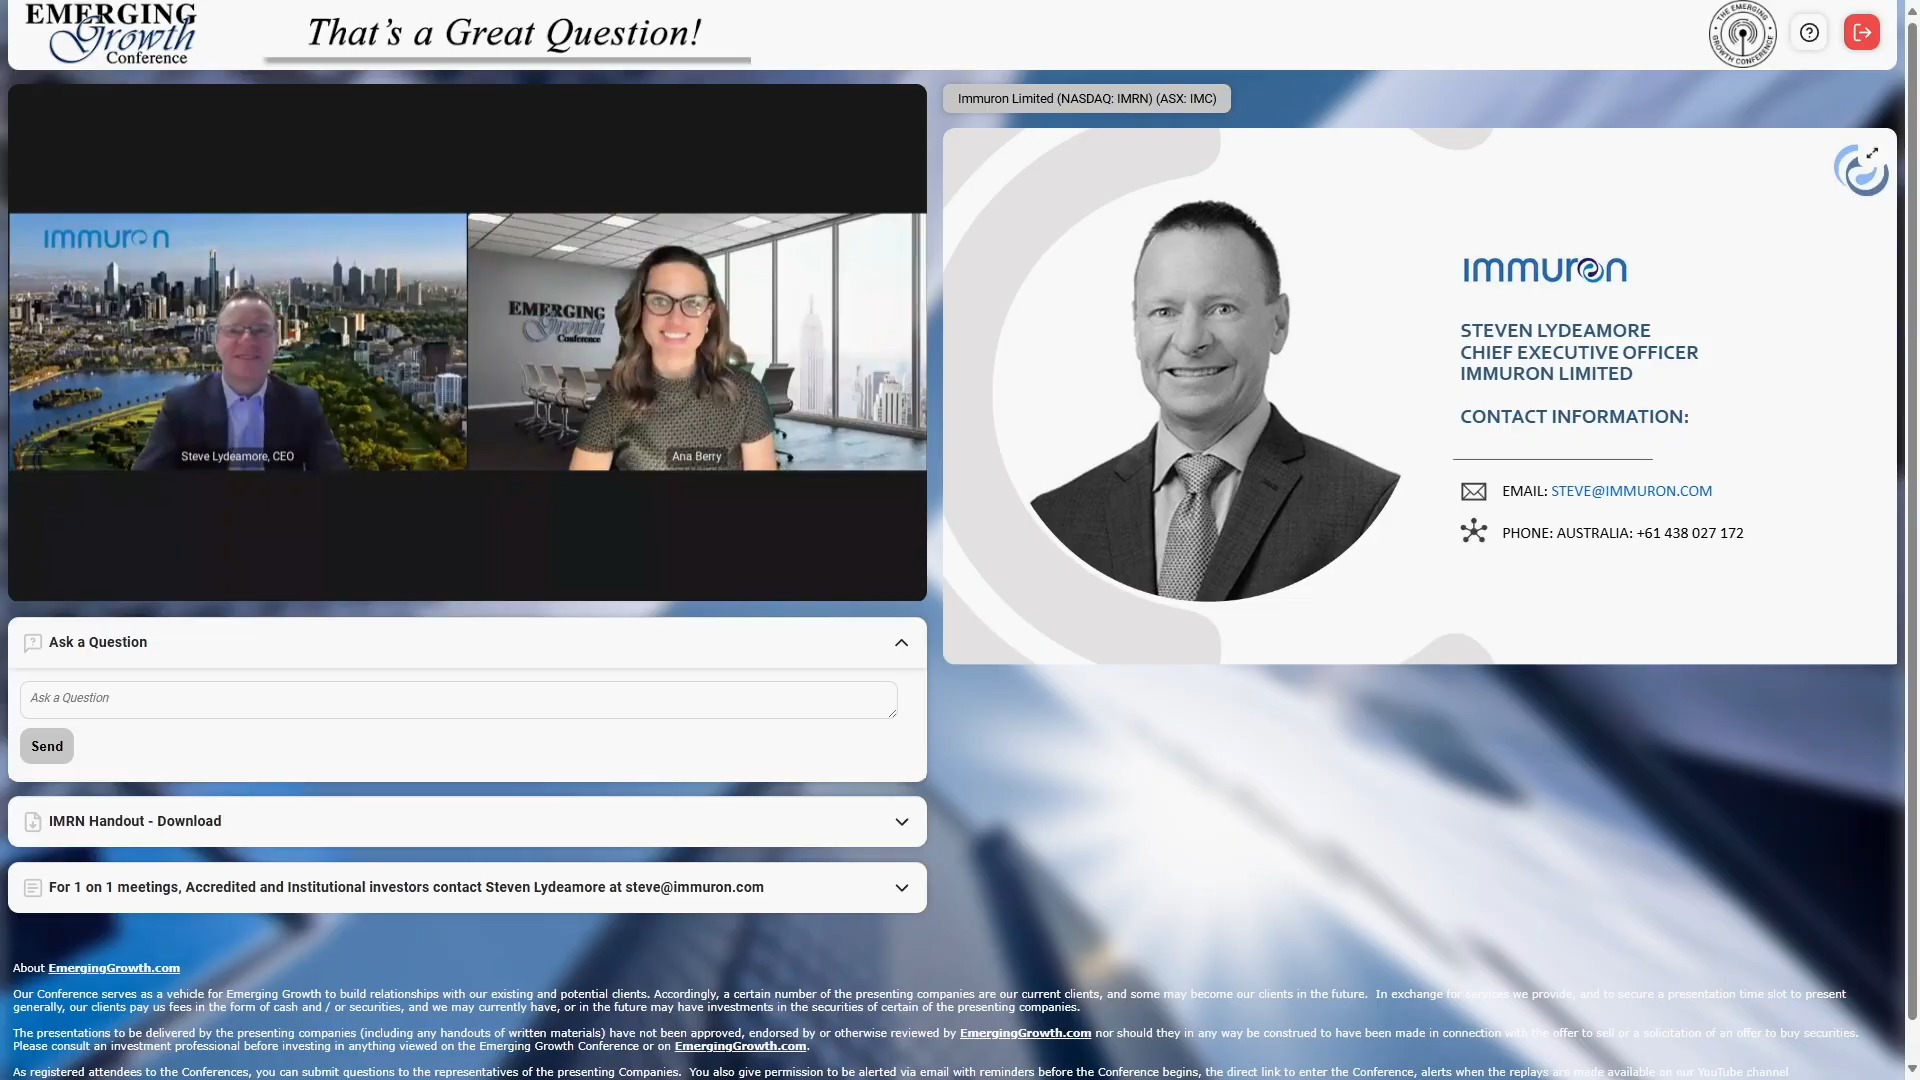 EMERGING
Growth
Conference
That's a Great Question!
THE EMERGING GROWTH CONFERENCE
Immuron Limited (NASDAQ: IMRN) (ASX: IMC)
immuron
EMERGING
Growth
Conference
Steve Lydeamore, CEO
Ana Berry
immuron
STEVEN LYDEAMORE
CHIEF EXECUTIVE OFFICER
IMMURON LIMITED
CONTACT INFORMATION:
EMAIL: STEVE@IMMURON.COM
PHONE: AUSTRALIA: +61 438 027 172
Ask a Question
Ask a Question
Send
IMRN Handout - Download
For 1 on 1 meetings, Accredited and Institutional investors contact Steven Lydeamore at steve@immuron.com
About EmergingGrowth.com
Our Conference serves as a vehicle for Emerging Growth to build relationships with our existing and potential clients. Accordingly, a certain number of the presenting companies are our current clients, and some may become our clients in the future. In exchange for services we provide, and to secure a presentation time slot to present
generally, our clients pay us fees in the form of cash and / or securities, and we may currently have, or in the future may have investments in the securities of certain of the presenting companies.
The presentations to be delivered by the presenting companies (including any handouts of written materials) have not been approved, endorsed by or otherwise reviewed by EmergingGrowth.com nor should they in any way be construed to have been made in connection with the offer to sell or a solicitation of an offer to buy securities.
Please consult an investment professional before investing in anything viewed on the Emerging Growth Conference or on EmergingGrowth.com.
As registered attendees to the Conferences, you can submit questions to the representatives of the presenting Companies. You also give permission to be alerted via email with reminders before the Conference begins, the direct link to enter the Conference, alerts when the replays are made available on our YouTube channel